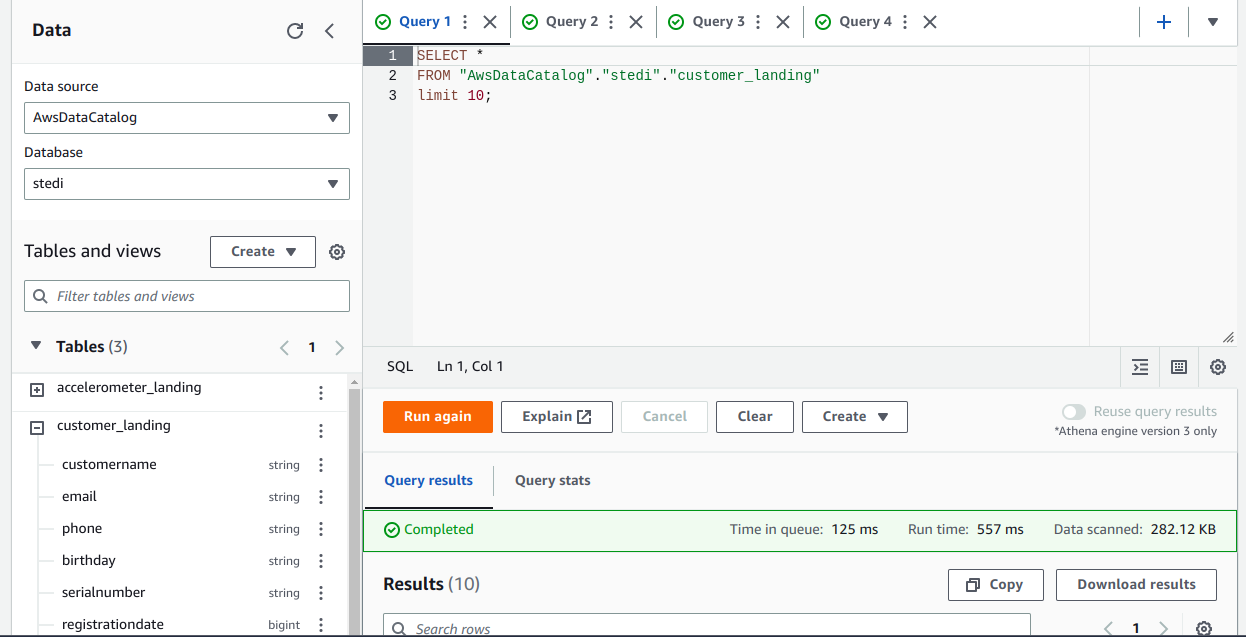 Data
Data source
AwsDataCatalog
Database
stedi
Tables and views
Create
Filter tables and views
Tables (3)
1
accelerometer_landing
customer_landing
customername string
email string
phone string
birthday string
serialnumber string
registrationdate bigint
Query 1 Query 2 Query 3 Query 4
1 SELECT *
2 FROM "AwsDataCatalog"."stedi"."customer_landing"
3 limit 10;
SQL Ln 1, Col 1
Run again Explain Cancel Clear Create
Reuse query results
*Athena engine version 3 only
Query results Query stats
Completed Time in queue: 125 ms Run time: 557 ms Data scanned: 282.12 KB
Results (10) Copy Download results
Search rows 1